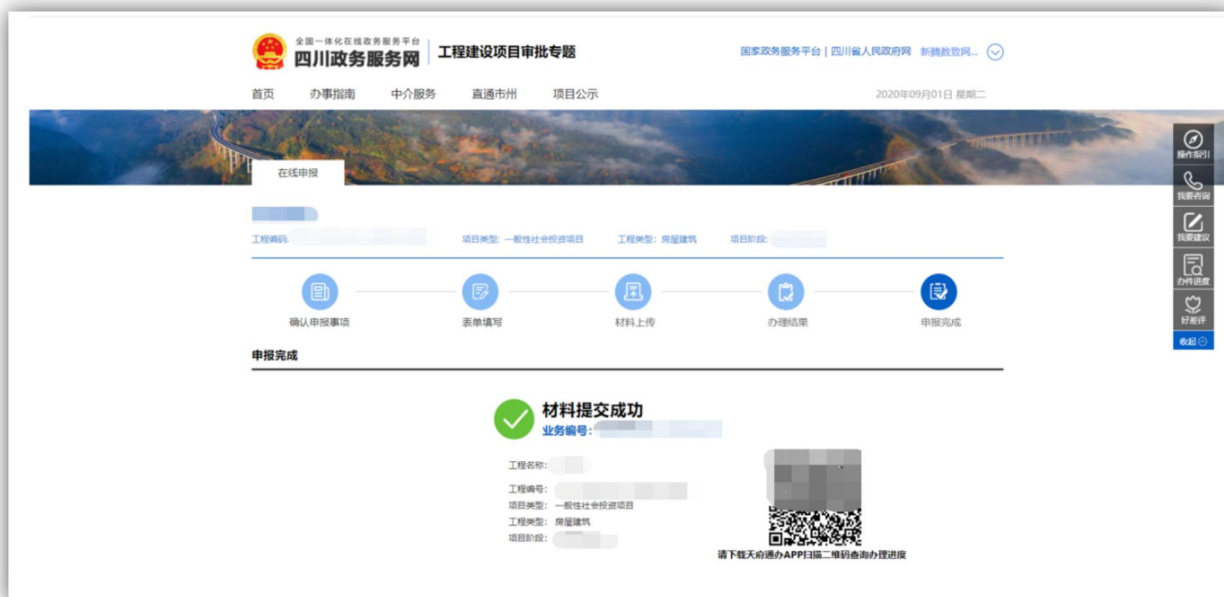 全国一体化在线政务服务平台
四川政务服务网
工程建设项目审批专题
国家政务服务平台 | 四川省人民政府网 新腾数致网...
首页 办事指南 中介服务 直通市州 项目公示
2020年09月01日 星期二
在线申报
工程编码:
项目类型: 一般性社会投资项目
工程类型: 房屋建筑
项目阶段:
确认申报事项
表单填写
材料上传
办理结果
申报完成
申报完成
材料提交成功
业务编号:
工程名称:
工程编号:
项目类型: 一般性社会投资项目
工程类型: 房屋建筑
项目阶段:
请下载天府通办APP扫描二维码查询办理进度
操作指引
我要咨询
我要建议
办件进度
好差评
收起